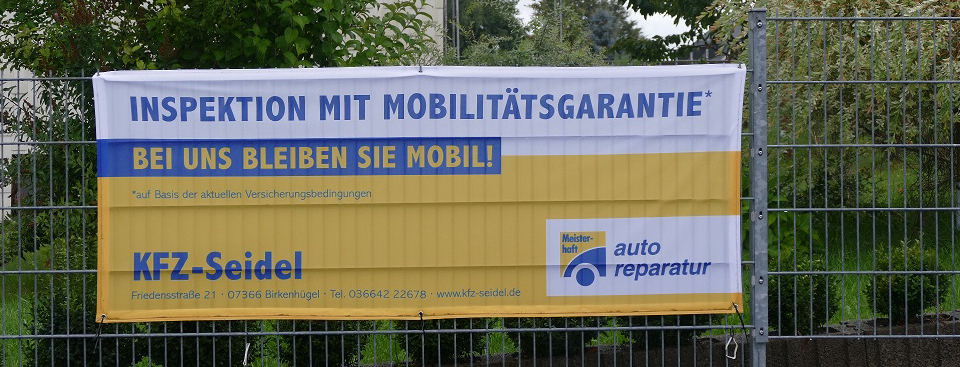 INSPEKTION MIT MOBILITÄTSGARANTIE*
BEI UNS BLEIBEN SIE MOBIL!
*auf Basis der aktuellen Versicherungsbedingungen
KFZ-Seidel
Friedensstraße 21 · 07366 Birkenhügel · Tel. 036642 22678 · www.kfz-seidel.de
Meister-
haft
auto
reparatur